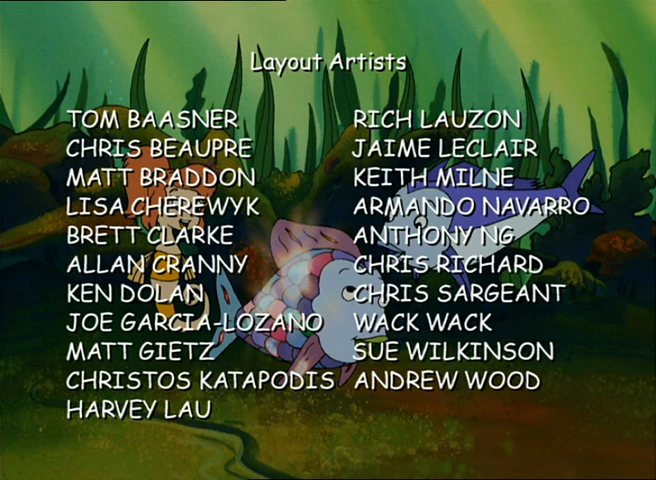 Layout Artists
TOM BAASNER
CHRIS BEAUPRE
MATT BRADDON
LISA CHEREWYK
BRETT CLARKE
ALLAN CRANNY
KEN DOLAN
JOE GARCIA-LOZANO
MATT GIETZ
CHRISTOS KATAPODIS
HARVEY LAU
RICH LAUZON
JAIME LECLAIR
KEITH MILNE
ARMANDO NAVARRO
ANTHONY NG
CHRIS RICHARD
CHRIS SARGEANT
WACK WACK
SUE WILKINSON
ANDREW WOOD